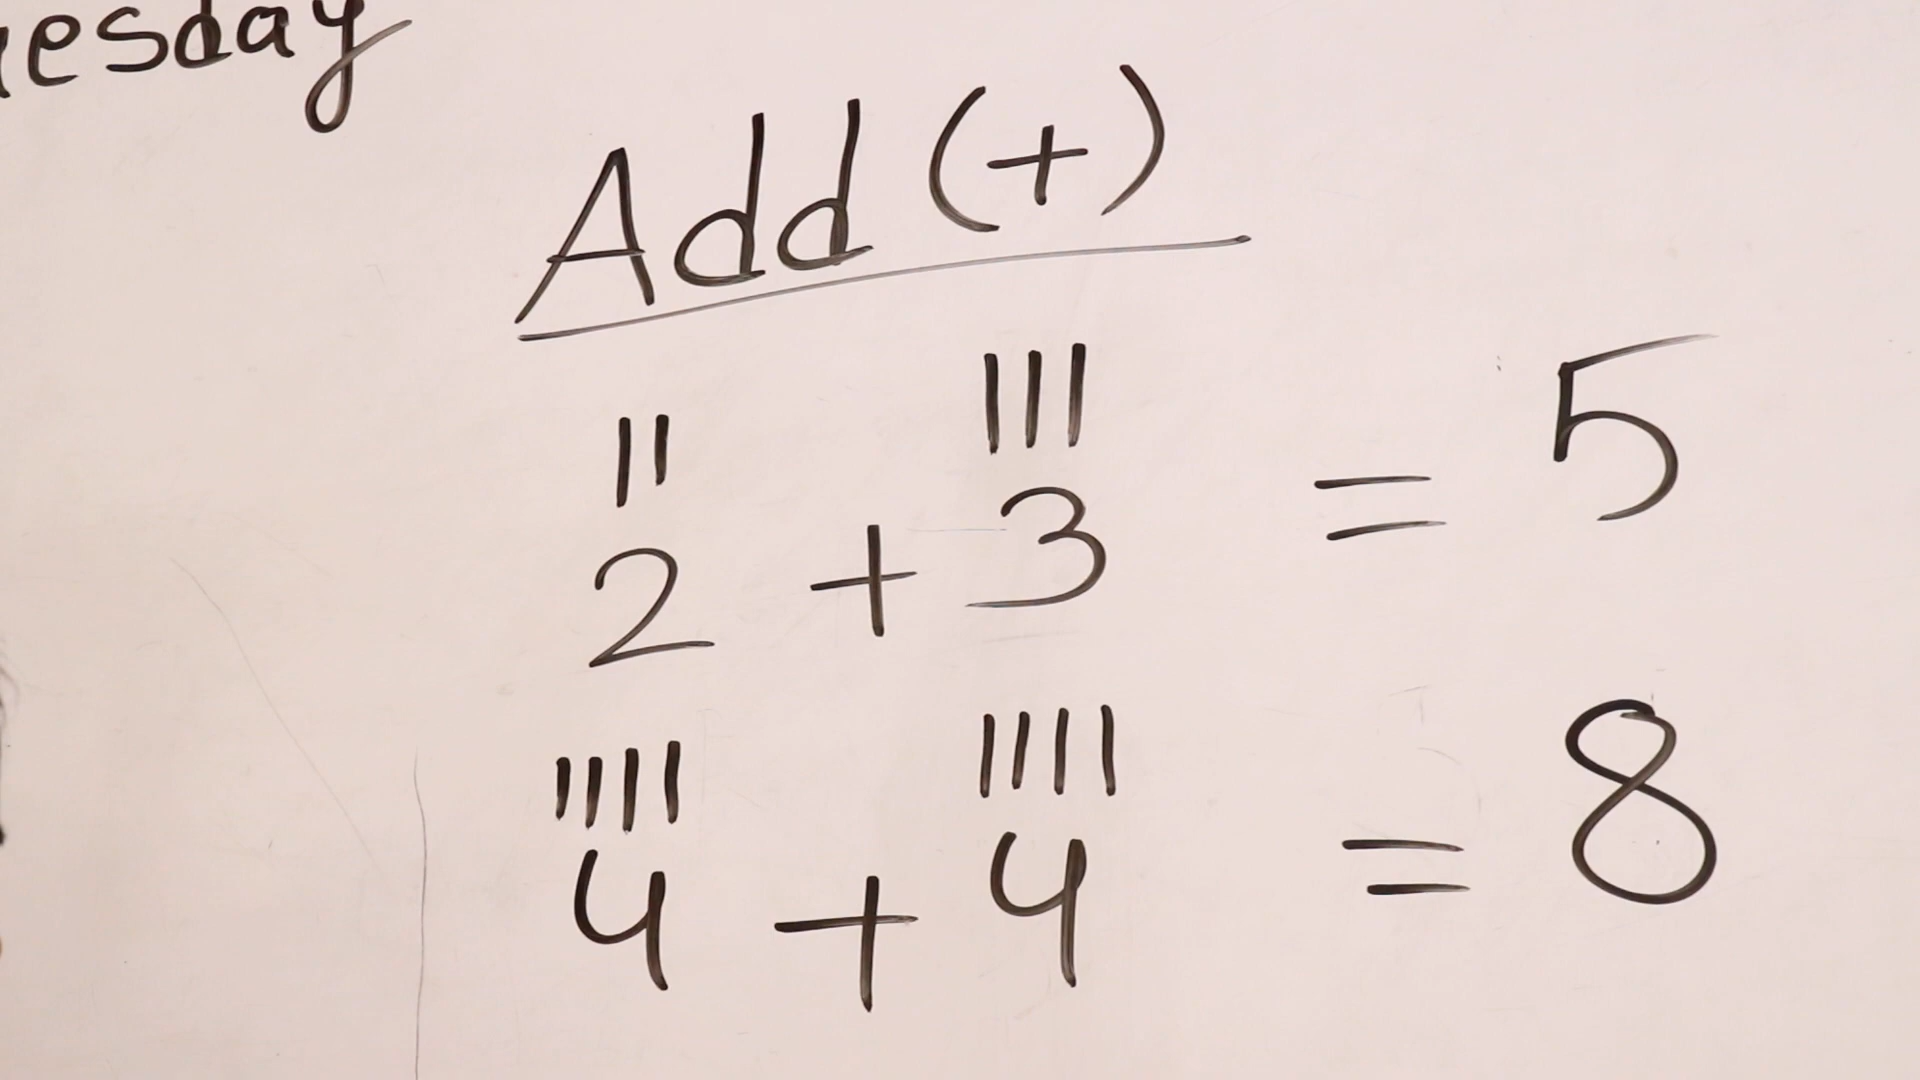 esday
Add (+)
|| |||
2 + 3 = 5
|||| ||||
4 + 4 = 8